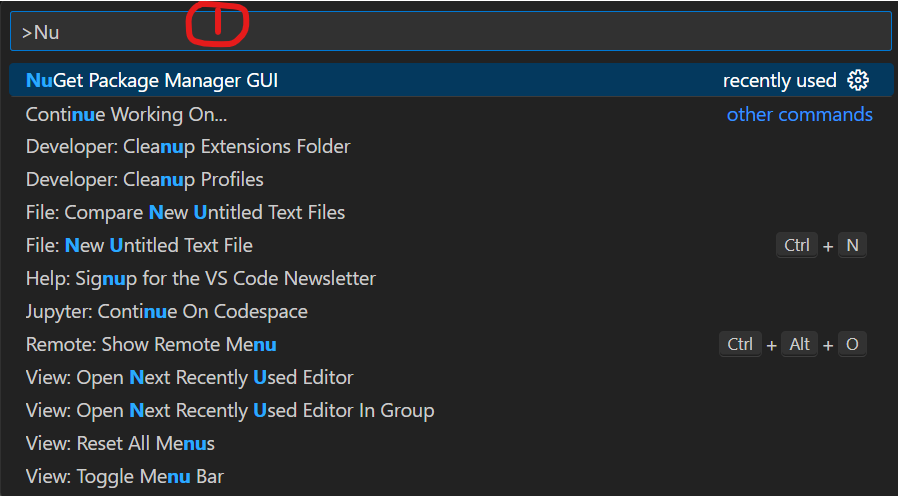 >Nu
NuGet Package Manager GUI recently used
Continue Working On... other commands
Developer: Cleanup Extensions Folder
Developer: Cleanup Profiles
File: Compare New Untitled Text Files
File: New Untitled Text File Ctrl + N
Help: Signup for the VS Code Newsletter
Jupyter: Continue On Codespace
Remote: Show Remote Menu Ctrl + Alt + O
View: Open Next Recently Used Editor
View: Open Next Recently Used Editor In Group
View: Reset All Menus
View: Toggle Menu Bar